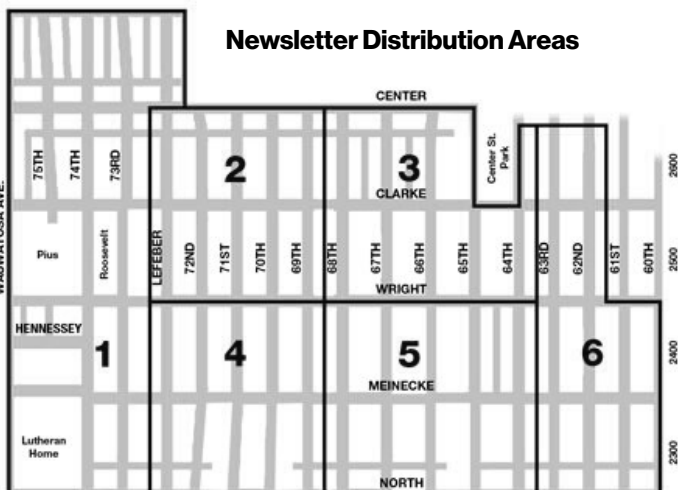 Newsletter Distribution Areas
CENTER
75TH
74TH
73RD
2
3
Center St.
Park
2600
CLARKE
WAUWATOSA AVE.
Pius
Roosevelt
LEFEBER
72ND
71ST
70TH
69TH
68TH
67TH
66TH
65TH
64TH
63RD
62ND
61ST
60TH
2500
WRIGHT
HENNESSEY
1
4
5
6
2400
MEINECKE
Lutheran
Home
2300
NORTH